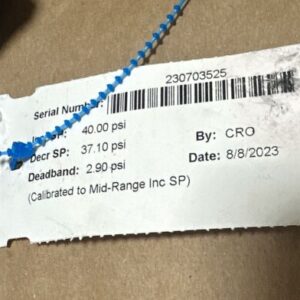 230703525
Serial Number:
SP: 40.00 psi
Decr SP: 37.10 psi By: CRO
Deadband: 2.90 psi Date: 8/8/2023
(Calibrated to Mid-Range Inc SP)